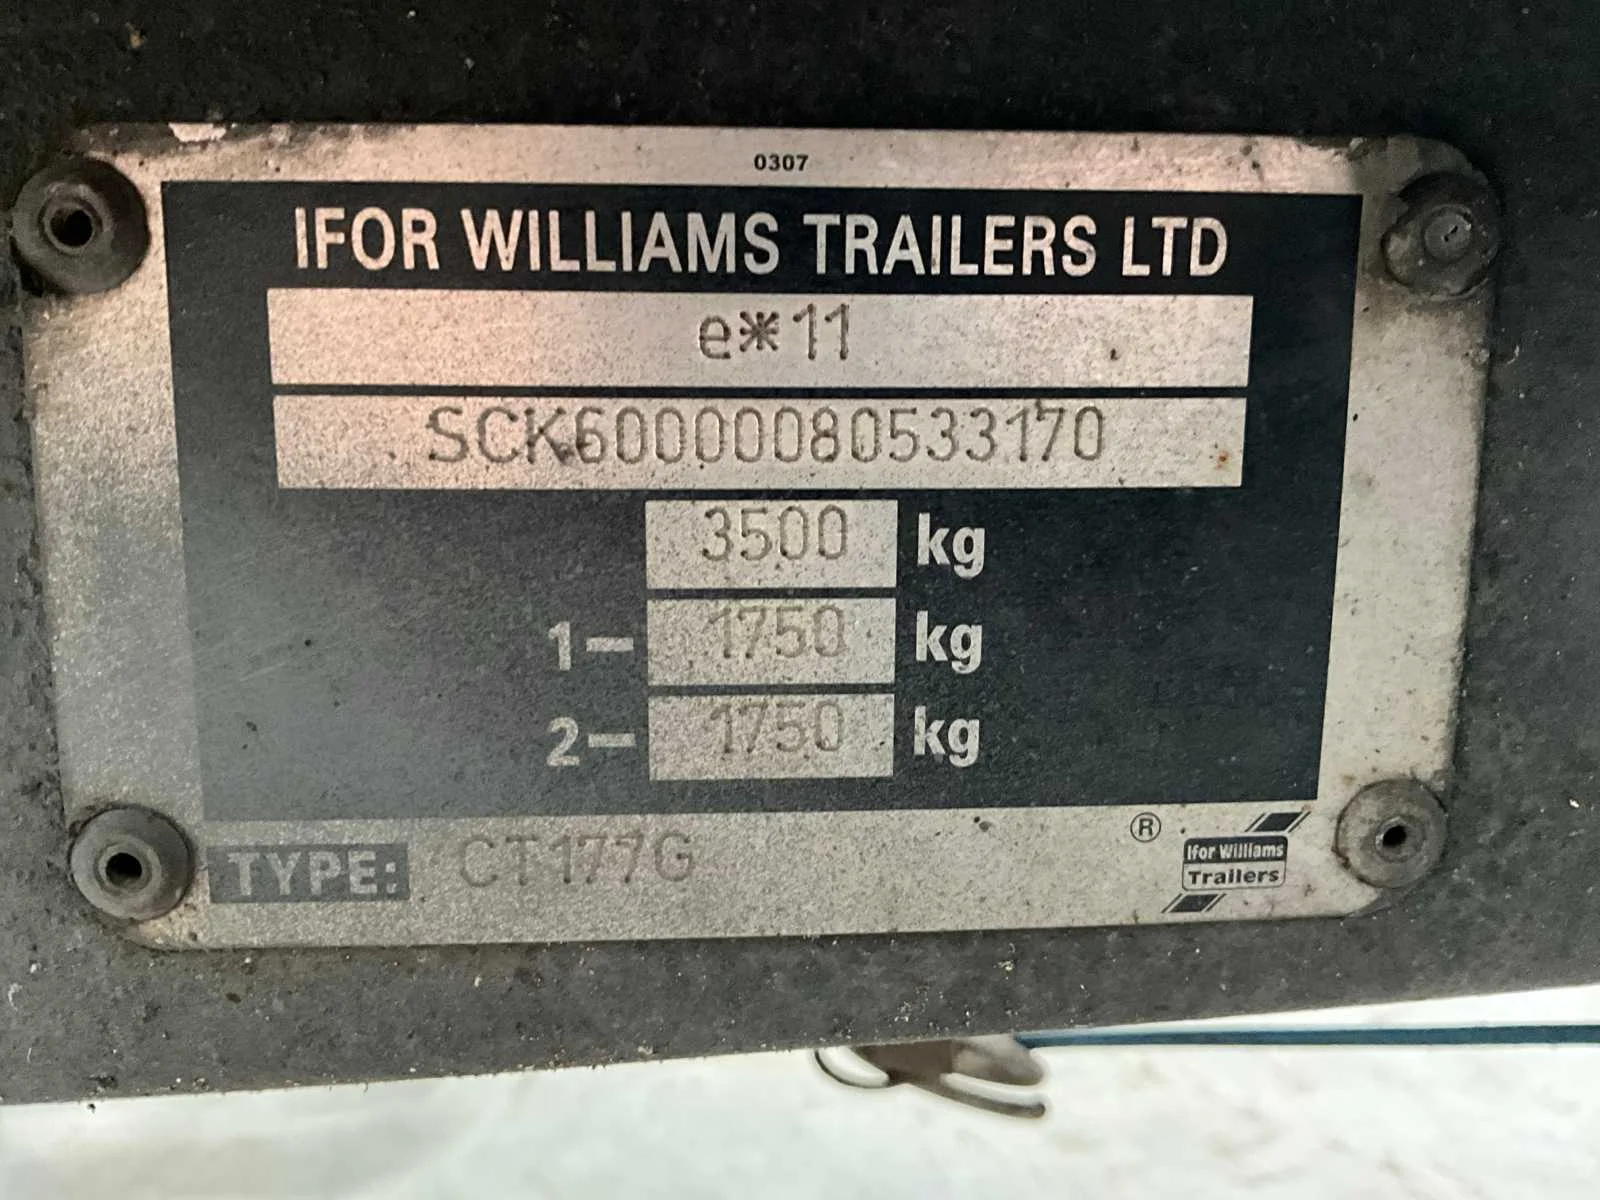 0307
IFOR WILLIAMS TRAILERS LTD
e*11
SCK60000080533170
3500 kg
1- 1750 kg
2- 1750 kg
TYPE: CT177G
®
Ifor Williams
Trailers